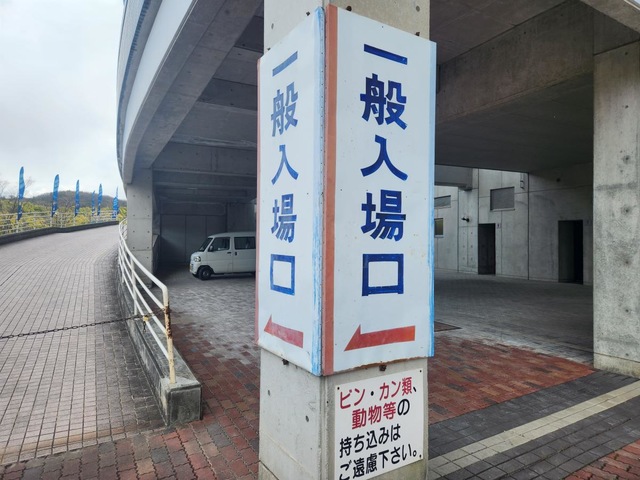 一般入場口
一般入場口
ビン・カン類、
動物等の
持ち込みは
ご遠慮下さい。